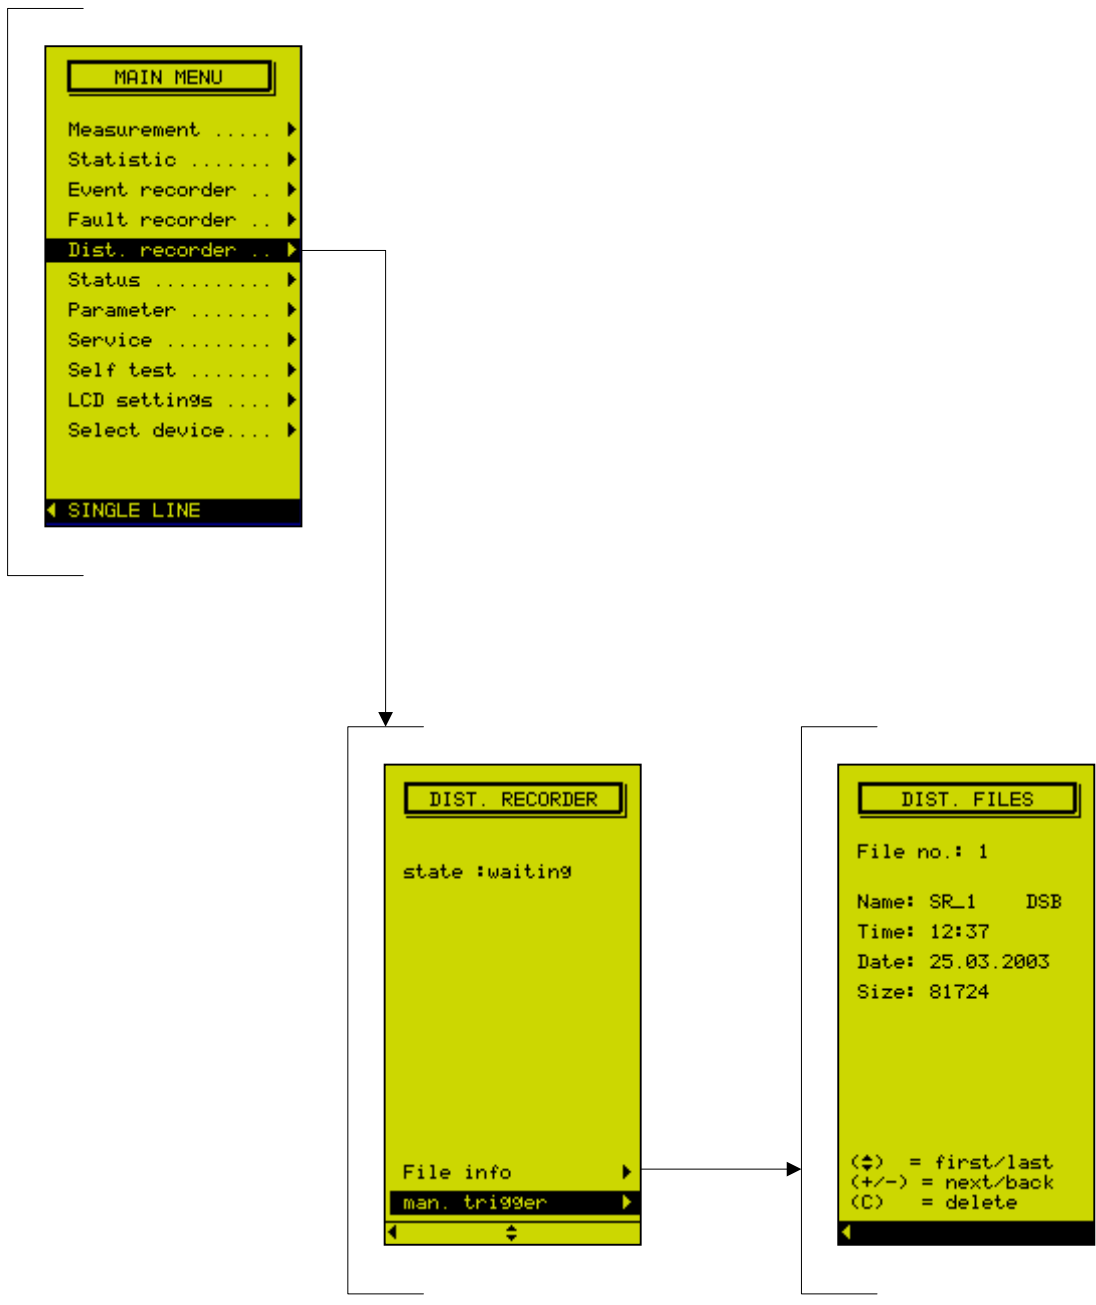 MAIN MENU
Measurement .....
Statistic .......
Event recorder ..
Fault recorder ..
Dist. recorder ..
Status ..........
Parameter .......
Service .........
Self test .......
LCD settings ....
Select device....
SINGLE LINE
DIST. RECORDER
state :waiting
File info
man. trigger
DIST. FILES
File no.: 1
Name: SR_1 DSB
Time: 12:37
Date: 25.03.2003
Size: 81724
(♦) = first/last
(+/-) = next/back
(C) = delete